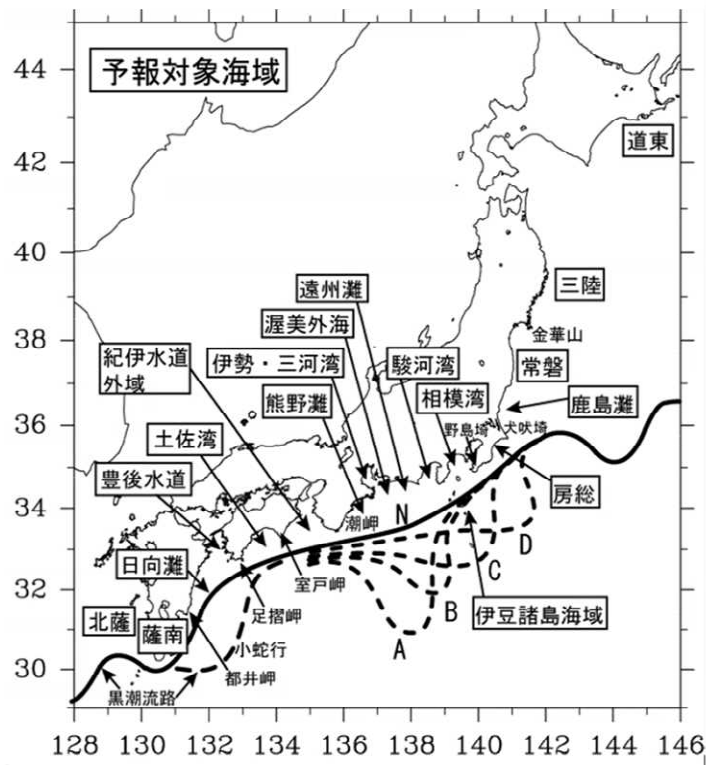 予報対象海域
道東
三陸
金華山
遠州灘
渥美外海
伊勢・三河湾
駿河湾
常磐
紀伊水道
外域
熊野灘
相模湾
鹿島灘
野島埼
犬吠埼
土佐湾
豊後水道
潮岬
N
房総
日向灘
室戸岬
D
C
B
A
伊豆諸島海域
足摺岬
北薩
薩南
小蛇行
都井岬
黒潮流路
44
42
40
38
36
34
32
30
128 130 132 134 136 138 140 142 144 146